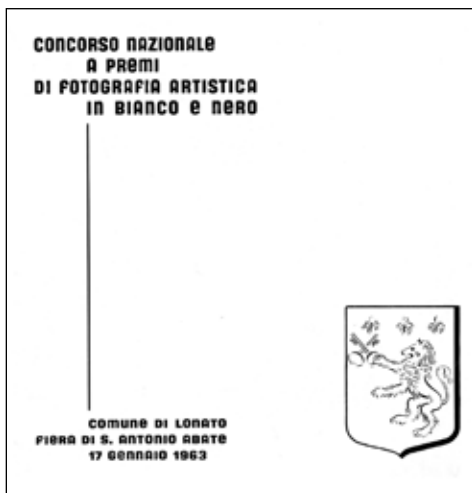 CONCORSO NAZIONALE
A PREMI
DI FOTOGRAFIA ARTISTICA
IN BIANCO E NERO
COMUNE DI LONATO
FIERA DI S. ANTONIO ABATE
17 GENNAIO 1963